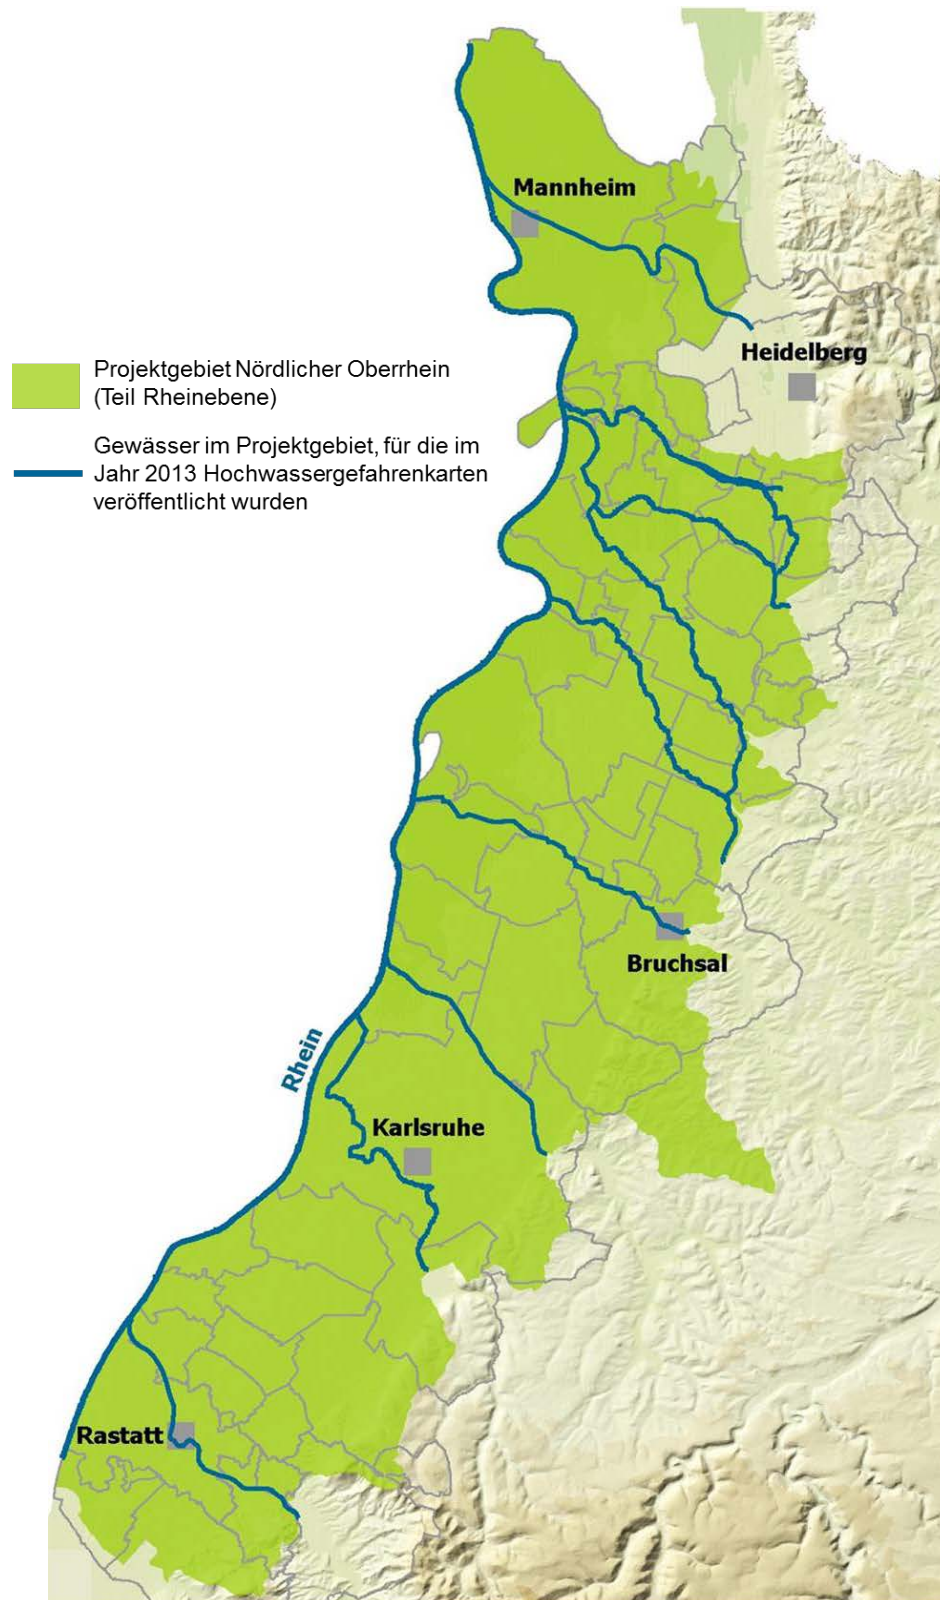 Mannheim
Heidelberg
Projektgebiet Nördlicher Oberrhein
(Teil Rheinebene)
Gewässer im Projektgebiet, für die im
Jahr 2013 Hochwassergefahrenkarten
veröffentlicht wurden
Bruchsal
Rhein
Karlsruhe
Rastatt